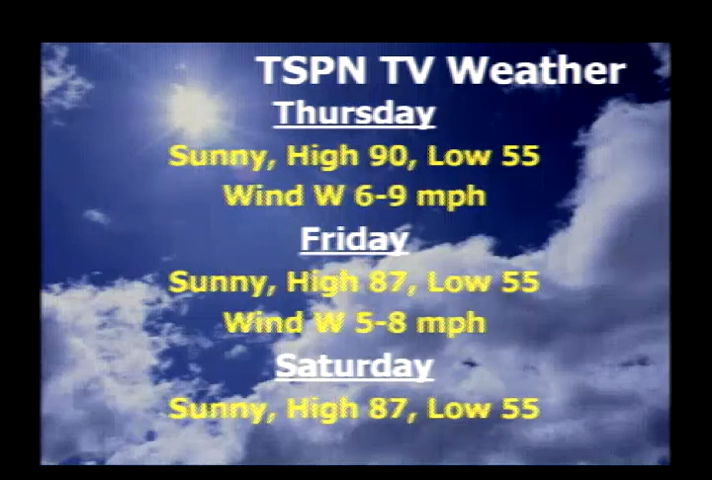 TSPN TV Weather
Thursday
Sunny, High 90, Low 55
Wind W 6-9 mph
Friday
Sunny, High 87, Low 55
Wind W 5-8 mph
Saturday
Sunny, High 87, Low 55